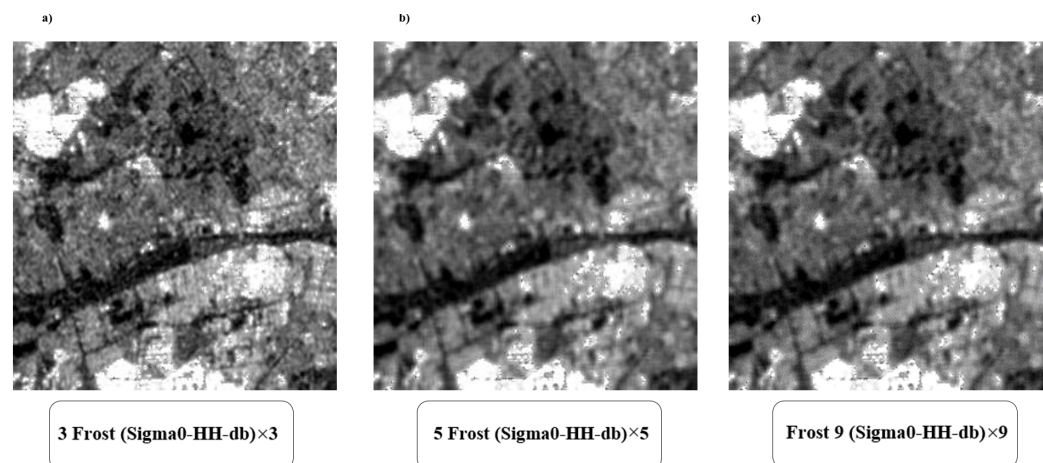 a)
b)
c)
3 Frost (Sigma0-HH-db)×3
5 Frost (Sigma0-HH-db)×5
Frost 9 (Sigma0-HH-db)×9